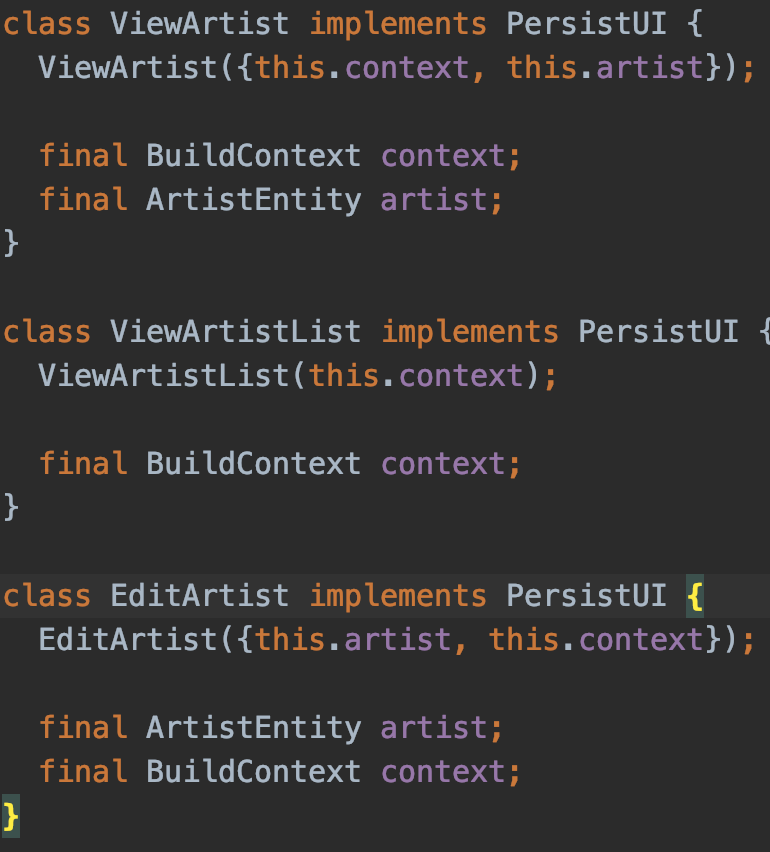 class ViewArtist implements PersistUI {
  ViewArtist({this.context, this.artist});

  final BuildContext context;
  final ArtistEntity artist;
}

class ViewArtistList implements PersistUI {
  ViewArtistList(this.context);

  final BuildContext context;
}

class EditArtist implements PersistUI {
  EditArtist({this.artist, this.context});

  final ArtistEntity artist;
  final BuildContext context;
}